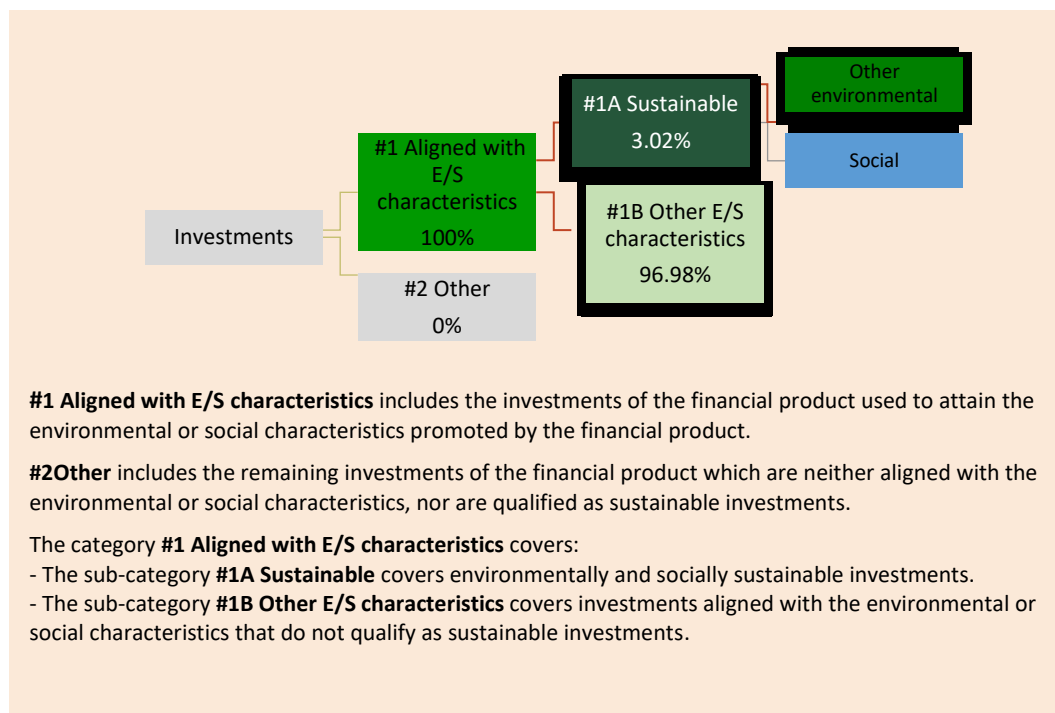 Other
environmental
#1A Sustainable
3.02%
Social
#1 Aligned with
E/S
characteristics
100%
#1B Other E/S
characteristics
96.98%
Investments
#2 Other
0%
#1 Aligned with E/S characteristics includes the investments of the financial product used to attain the
environmental or social characteristics promoted by the financial product.
#2Other includes the remaining investments of the financial product which are neither aligned with the
environmental or social characteristics, nor are qualified as sustainable investments.
The category #1 Aligned with E/S characteristics covers:
- The sub-category #1A Sustainable covers environmentally and socially sustainable investments.
- The sub-category #1B Other E/S characteristics covers investments aligned with the environmental or
social characteristics that do not qualify as sustainable investments.